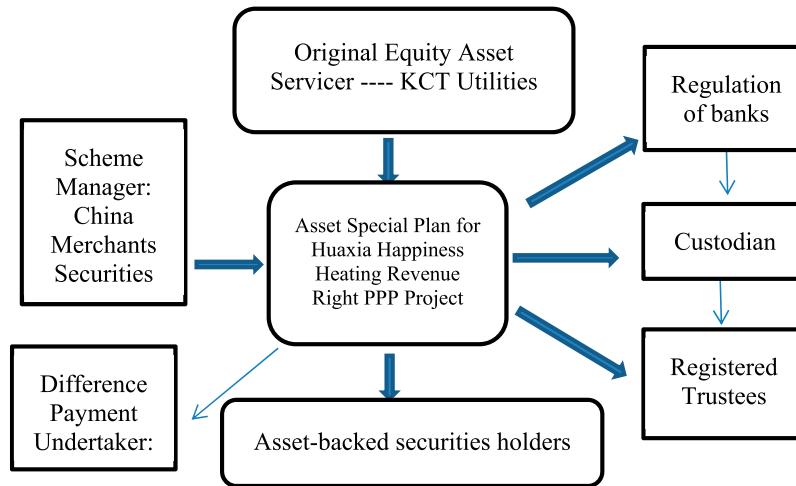 Original Equity Asset
Servicer ---- KCT Utilities
Regulation
of banks
Scheme
Manager:
China
Merchants
Securities
Asset Special Plan for
Huaxia Happiness
Heating Revenue
Right PPP Project
Custodian
Difference
Payment
Undertaker:
Registered
Trustees
Asset-backed securities holders